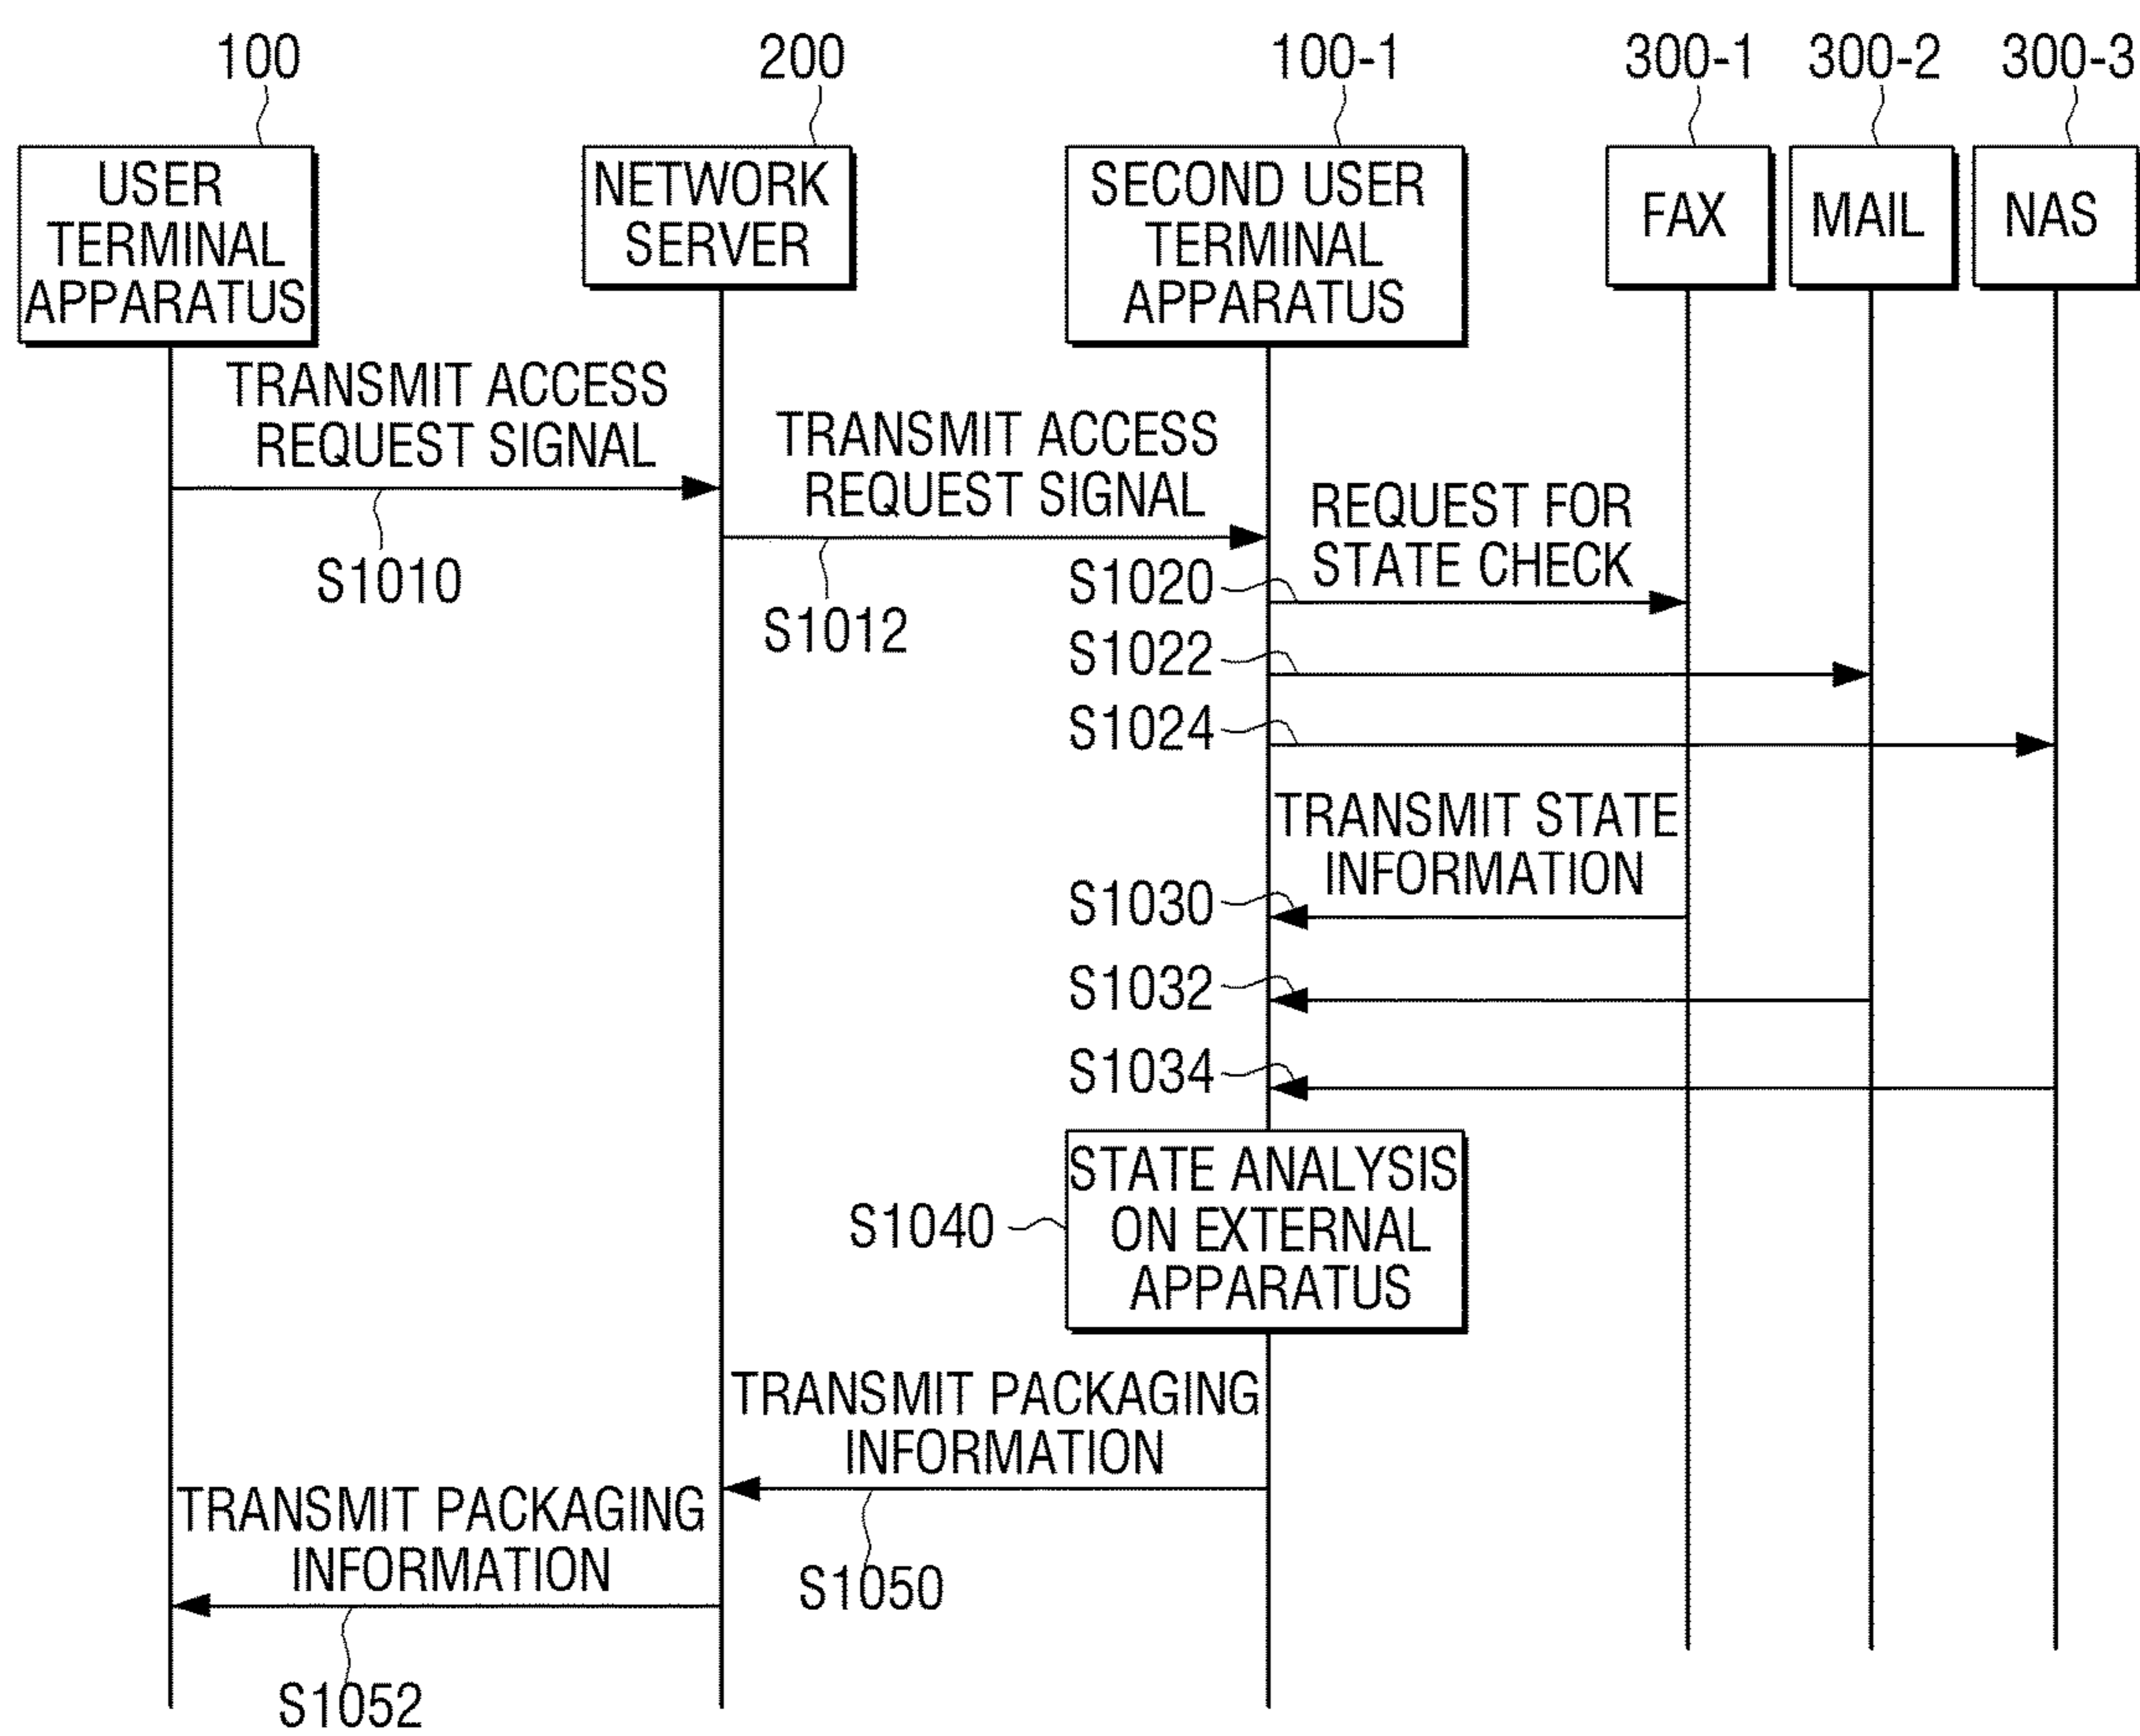 100
200
100-1
300-1
300-2
300-3
USER
TERMINAL
APPARATUS
NETWORK
SERVER
SECOND USER
TERMINAL
APPARATUS
FAX
MAIL
NAS
TRANSMIT ACCESS
REQUEST SIGNAL
S1010
TRANSMIT ACCESS
REQUEST SIGNAL
S1012
REQUEST FOR
STATE CHECK
S1020
S1022
S1024
TRANSMIT STATE
INFORMATION
S1030
S1032
S1034
STATE ANALYSIS
ON EXTERNAL
APPARATUS
S1040
TRANSMIT PACKAGING
INFORMATION
S1050
TRANSMIT PACKAGING
INFORMATION
S1052